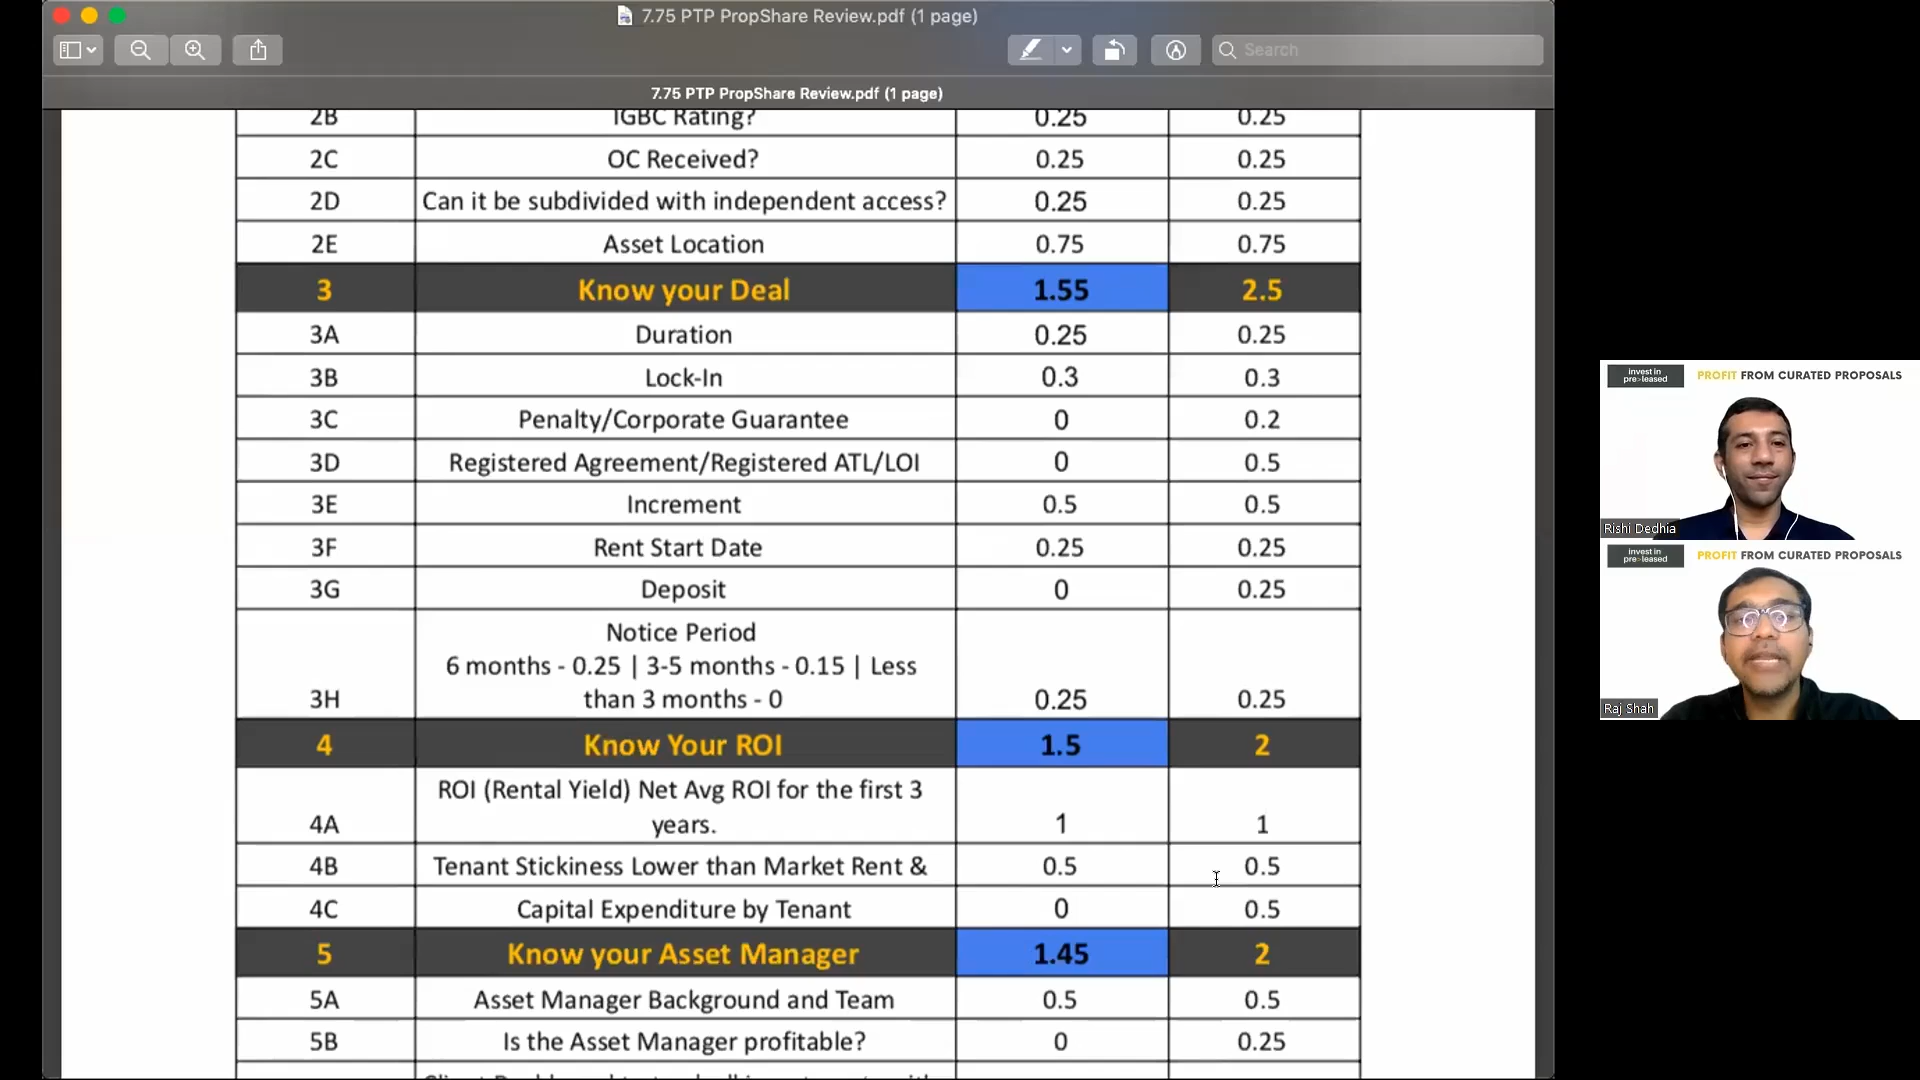 7.75 PTP PropShare Review.pdf (1 page)
Search
7.75 PTP PropShare Review.pdf (1 page)
2B IGBC Rating? 0.25 0.25
2C OC Received? 0.25 0.25
2D Can it be subdivided with independent access? 0.25 0.25
2E Asset Location 0.75 0.75
3 Know your Deal 1.55 2.5
3A Duration 0.25 0.25
3B Lock-In 0.3 0.3
3C Penalty/Corporate Guarantee 0 0.2
3D Registered Agreement/Registered ATL/LOI 0 0.5
3E Increment 0.5 0.5
3F Rent Start Date 0.25 0.25
3G Deposit 0 0.25
Notice Period
6 months - 0.25 | 3-5 months - 0.15 | Less
3H than 3 months - 0 0.25 0.25
4 Know Your ROI 1.5 2
ROI (Rental Yield) Net Avg ROI for the first 3
4A years. 1 1
4B Tenant Stickiness Lower than Market Rent & 0.5 0.5
4C Capital Expenditure by Tenant 0 0.5
5 Know your Asset Manager 1.45 2
5A Asset Manager Background and Team 0.5 0.5
5B Is the Asset Manager profitable? 0 0.25
invest in
pre-leased
PROFIT FROM CURATED PROPOSALS
Rishi Dedhia
invest in
pre-leased
PROFIT FROM CURATED PROPOSALS
Raj Shah